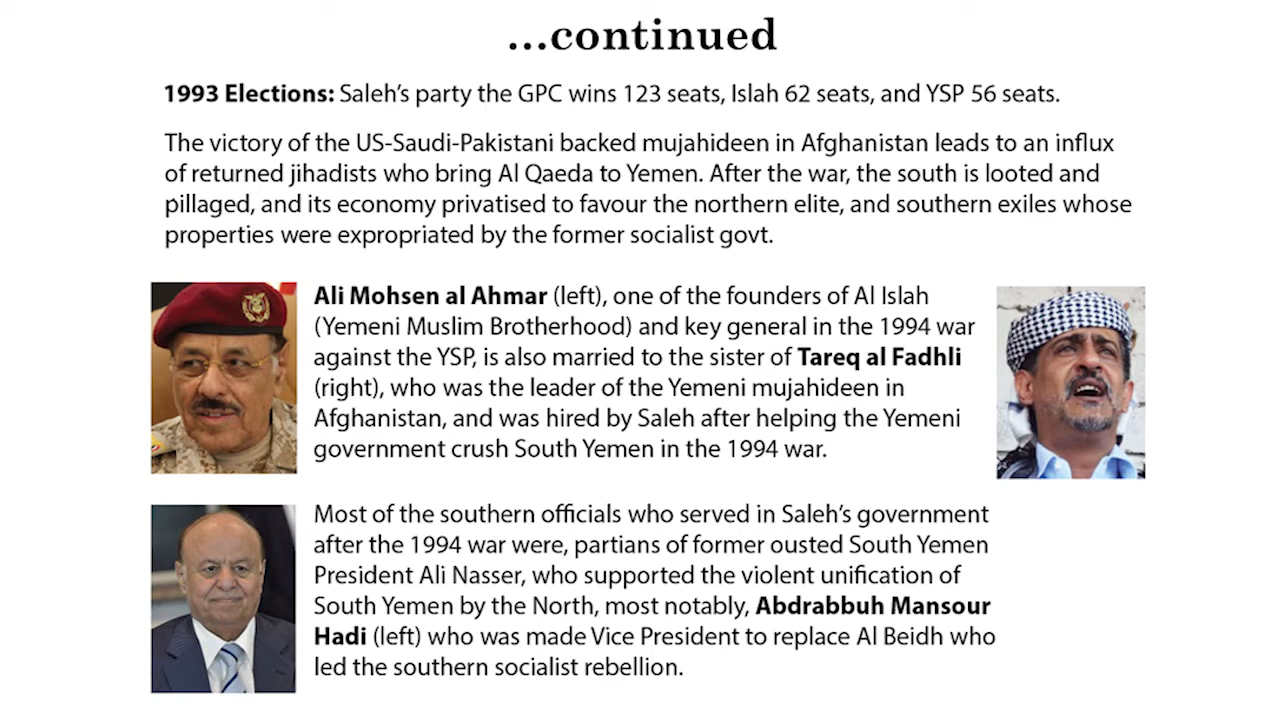 ...continued
1993 Elections: Saleh's party the GPC wins 123 seats, Islah 62 seats, and YSP 56 seats.
The victory of the US-Saudi-Pakistani backed mujahideen in Afghanistan leads to an influx
of returned jihadists who bring Al Qaeda to Yemen. After the war, the south is looted and
pillaged, and its economy privatised to favour the northern elite, and southern exiles whose
properties were expropriated by the former socialist govt.
Ali Mohsen al Ahmar (left), one of the founders of Al Islah
(Yemeni Muslim Brotherhood) and key general in the 1994 war
against the YSP, is also married to the sister of Tareq al Fadhli
(right), who was the leader of the Yemeni mujahideen in
Afghanistan, and was hired by Saleh after helping the Yemeni
government crush South Yemen in the 1994 war.
Most of the southern officials who served in Saleh's government
after the 1994 war were, partians of former ousted South Yemen
President Ali Nasser, who supported the violent unification of
South Yemen by the North, most notably, Abdrabbuh Mansour
Hadi (left) who was made Vice President to replace Al Beidh who
led the southern socialist rebellion.